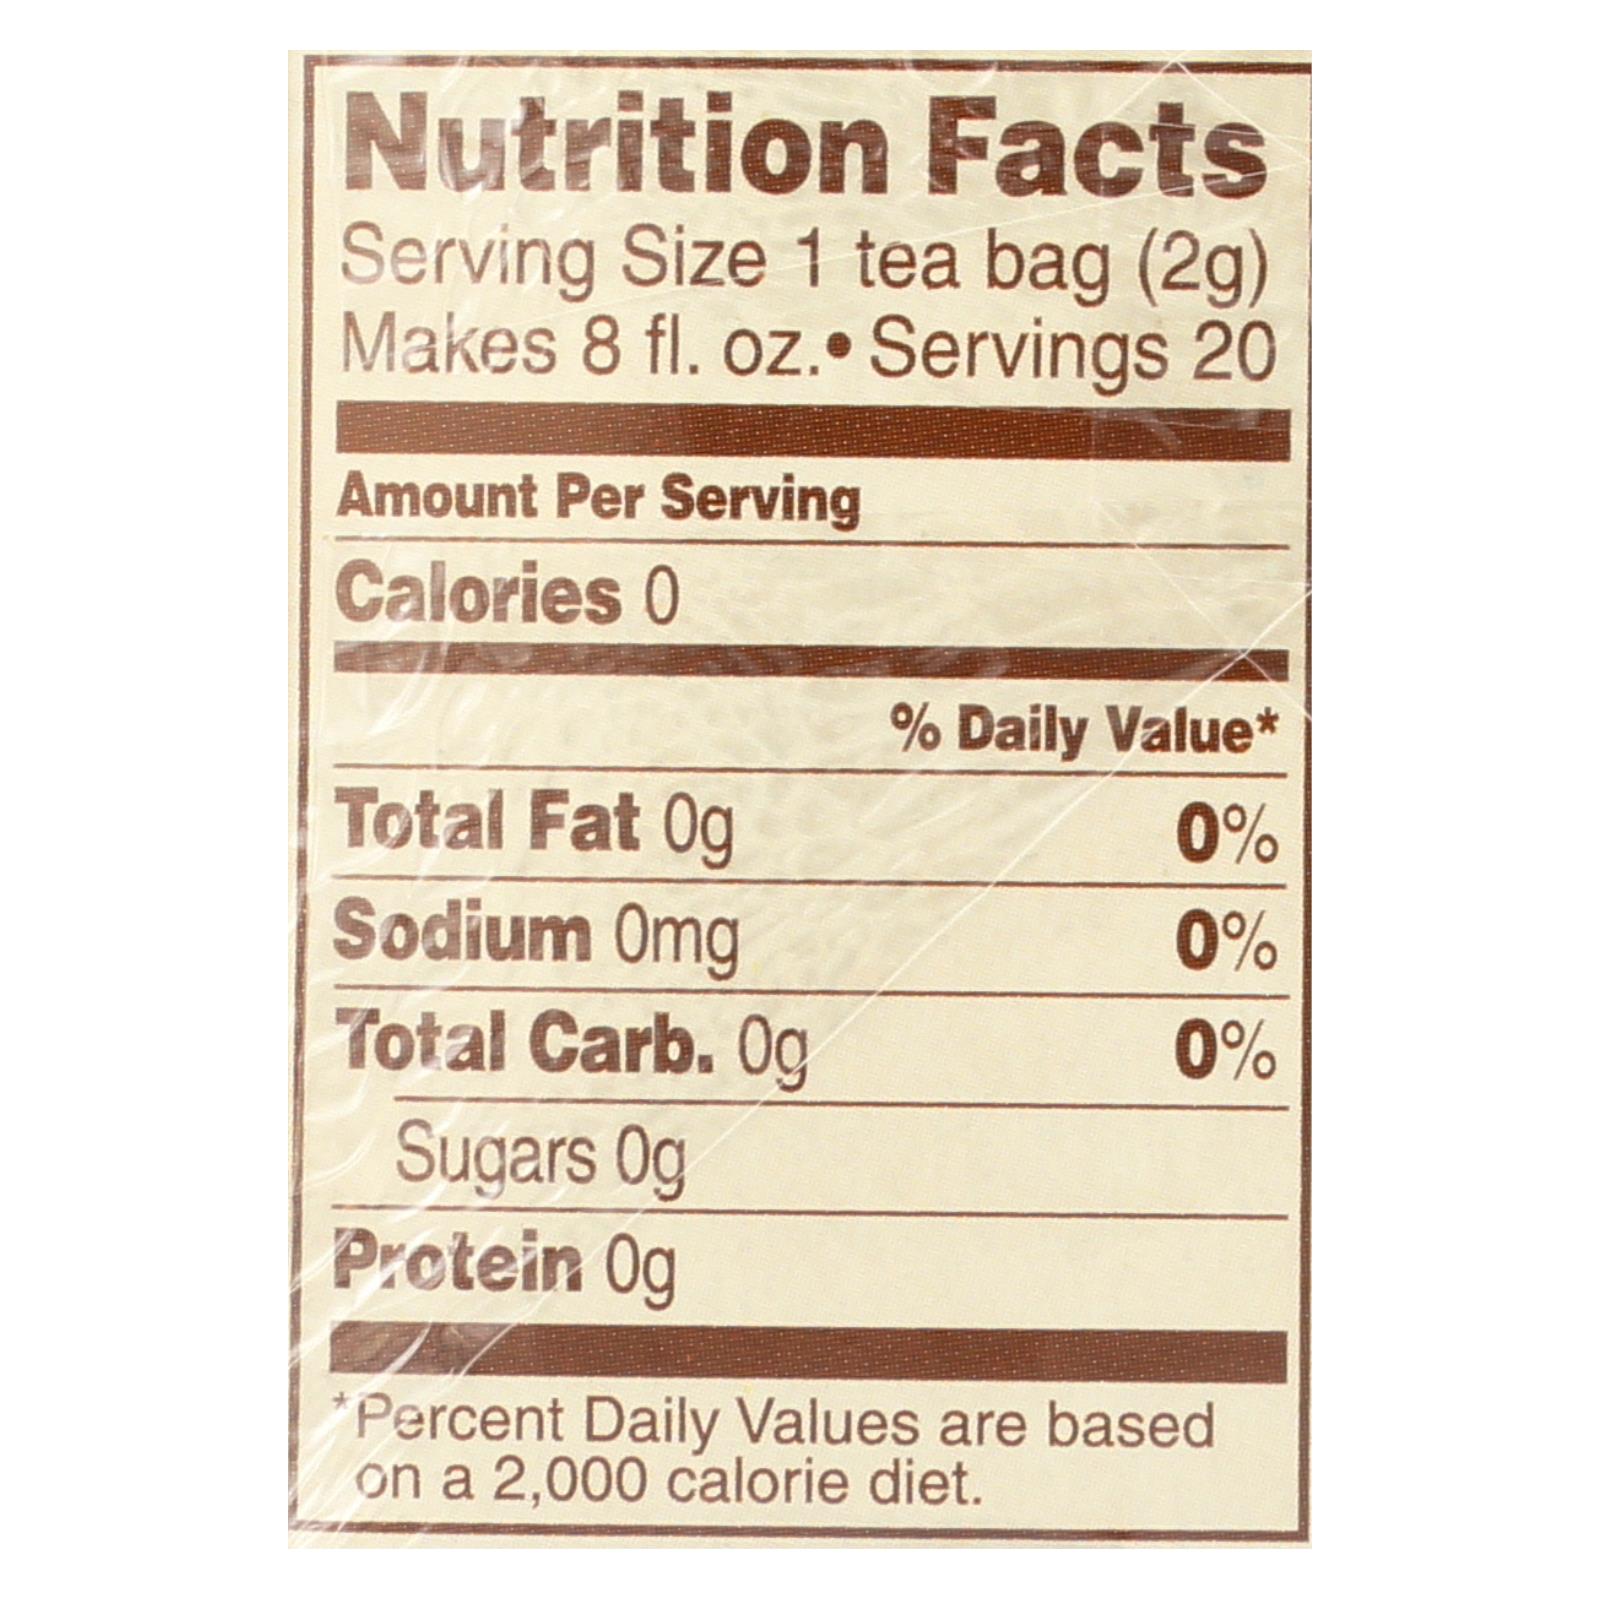 Nutrition Facts
Serving Size 1 tea bag (2g)
Makes 8 fl. oz.• Servings 20
Amount Per Serving
Calories 0
% Daily Value*
Total Fat 0g 0%
Sodium 0mg 0%
Total Carb. 0g 0%
Sugars 0g
Protein 0g
*Percent Daily Values are based
on a 2,000 calorie diet.